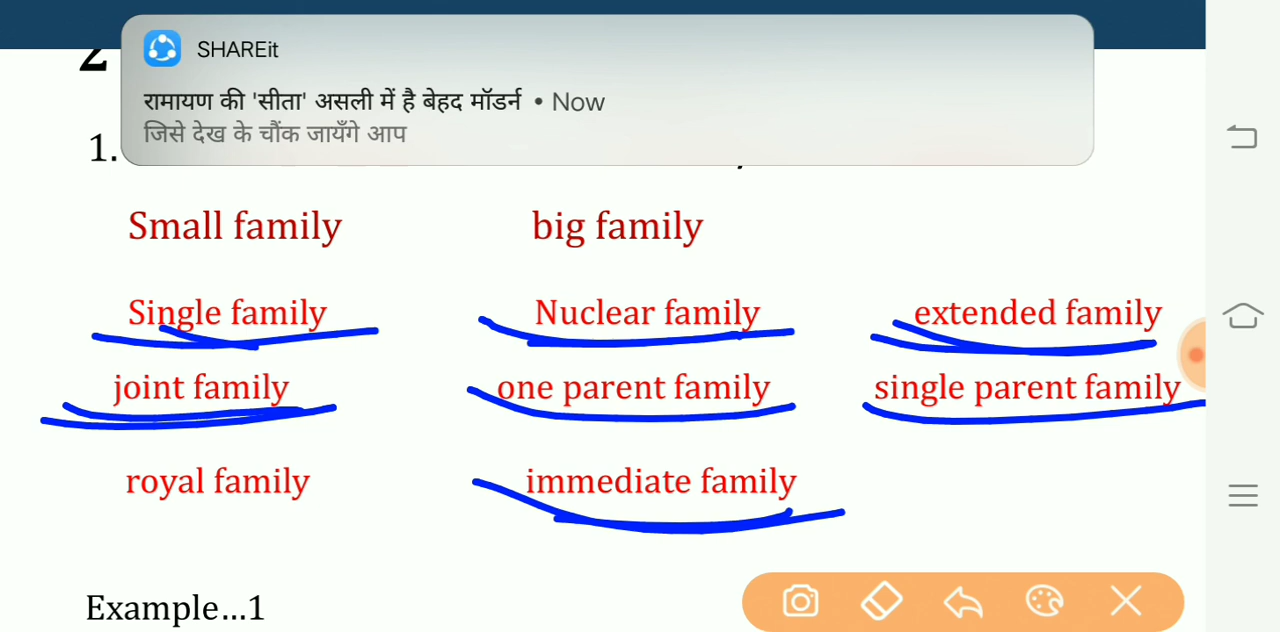 2
SHAREit
रामायण की 'सीता' असली में है बेहद मॉडर्न • Now
जिसे देख के चौंक जायँगे आप
1.
Small family big family
Single family Nuclear family extended family
joint family one parent family single parent family
royal family immediate family
Example...1